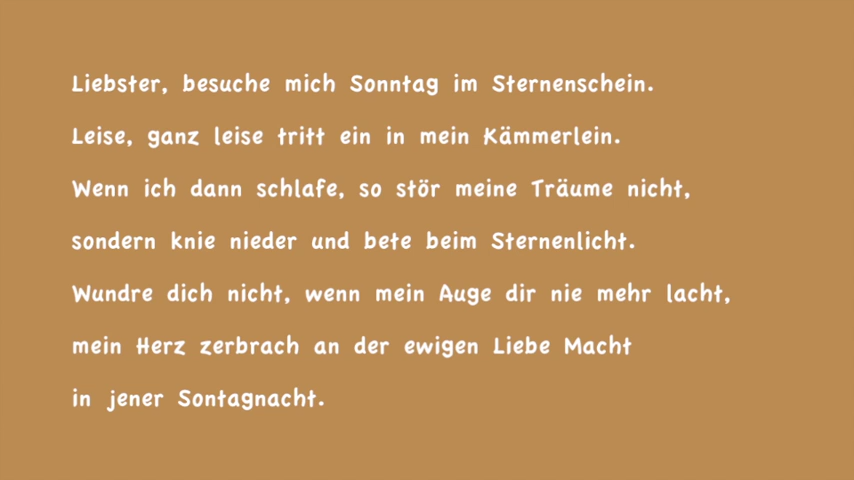 Liebster, besuche mich Sonntag im Sternenschein.
Leise, ganz leise tritt ein in mein Kämmerlein.
Wenn ich dann schlafe, so stör meine Träume nicht,
sondern knie nieder und bete beim Sternenlicht.
Wundre dich nicht, wenn mein Auge dir nie mehr lacht,
mein Herz zerbrach an der ewigen Liebe Macht
in jener Sontagnacht.